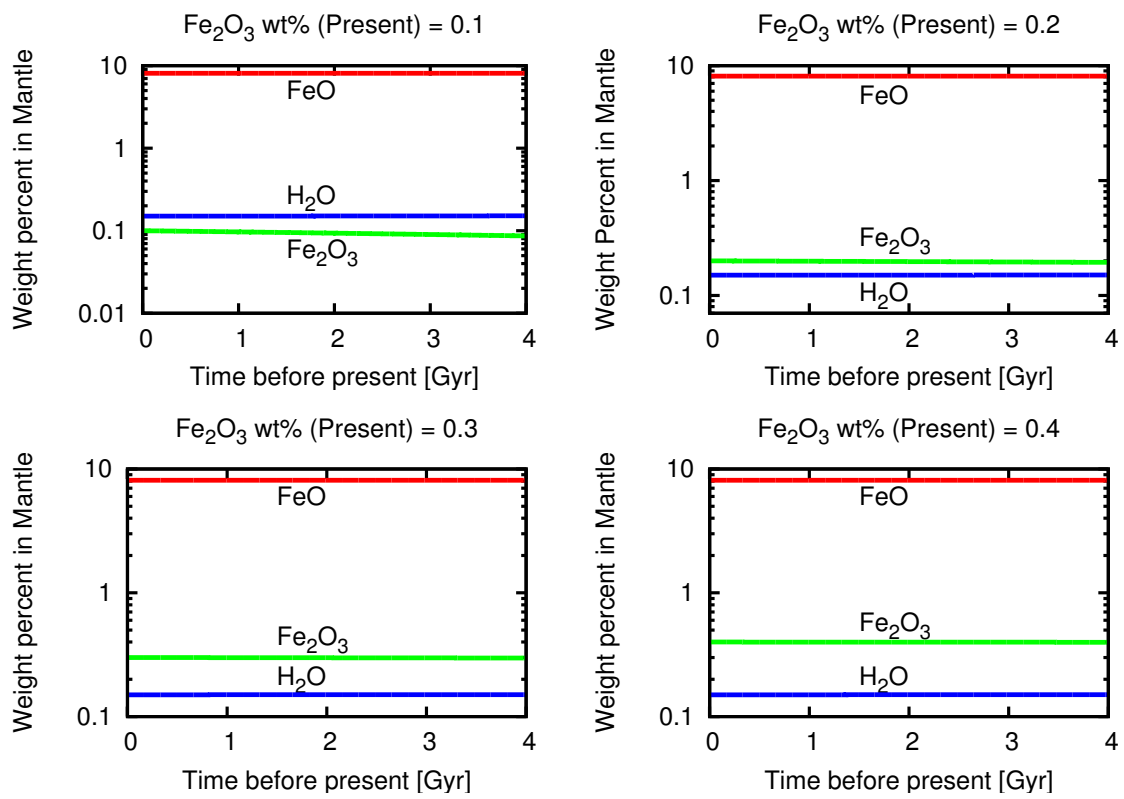 Fe₂O₃ wt% (Present) = 0.1
Weight percent in Mantle
10
1
0.1
0.01
FeO
H₂O
Fe₂O₃
0 1 2 3 4
Time before present [Gyr]
Fe₂O₃ wt% (Present) = 0.2
Weight Percent in Mantle
10
1
0.1
FeO
Fe₂O₃
H₂O
0 1 2 3 4
Time before present [Gyr]
Fe₂O₃ wt% (Present) = 0.3
Weight percent in Mantle
10
1
0.1
FeO
Fe₂O₃
H₂O
0 1 2 3 4
Time before present [Gyr]
Fe₂O₃ wt% (Present) = 0.4
Weight percent in Mantle
10
1
0.1
FeO
Fe₂O₃
H₂O
0 1 2 3 4
Time before present [Gyr]